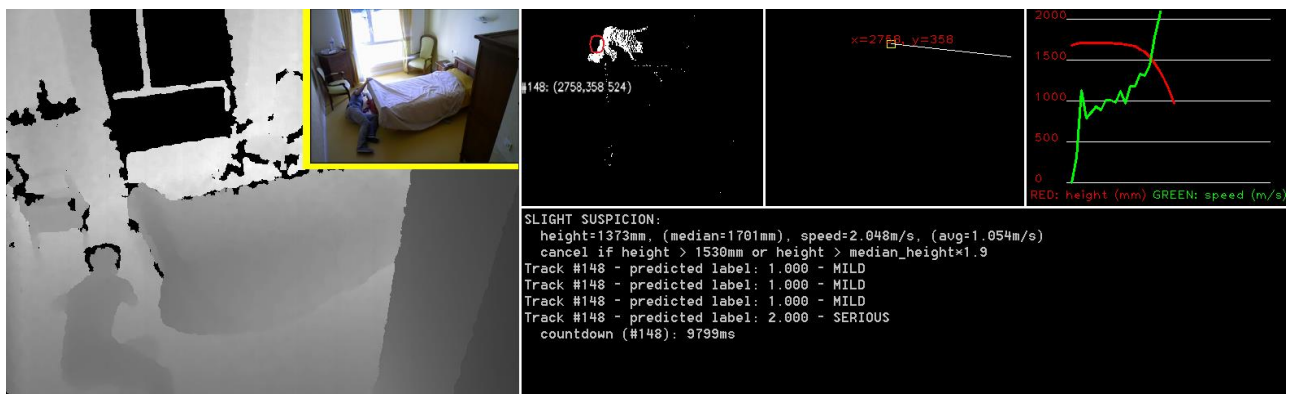 #148: (2758,358 524)
x=2758, y=358
2000
1500
1000
500
0
RED: height (mm) GREEN: speed (m/s)
SLIGHT SUSPICION:
height=1373mm, (median=1701mm), speed=2.048m/s, (avg=1.054m/s)
cancel if height > 1530mm or height > median_height*1.9
Track #148 - predicted label: 1.000 - MILD
Track #148 - predicted label: 1.000 - MILD
Track #148 - predicted label: 1.000 - MILD
Track #148 - predicted label: 2.000 - SERIOUS
countdown (#148): 9799ms